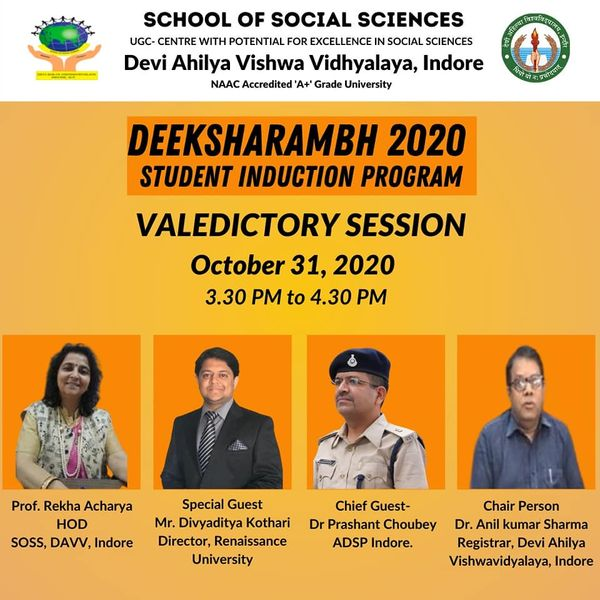 SCHOOL OF SOCIAL SCIENCES
UGC- CENTRE WITH POTENTIAL FOR EXCELLENCE IN SOCIAL SCIENCES
Devi Ahilya Vishwa Vidhyalaya, Indore
NAAC Accredited 'A+' Grade University
DEEKSHARAMBH 2020
STUDENT INDUCTION PROGRAM
VALEDICTORY SESSION
October 31, 2020
3.30 PM to 4.30 PM
Prof. Rekha Acharya
HOD
SOSS, DAVV, Indore
Special Guest
Mr. Divyaditya Kothari
Director, Renaissance
University
Chief Guest-
Dr Prashant Choubey
ADSP Indore.
Chair Person
Dr. Anil kumar Sharma
Registrar, Devi Ahilya
Vishwavidyalaya, Indore